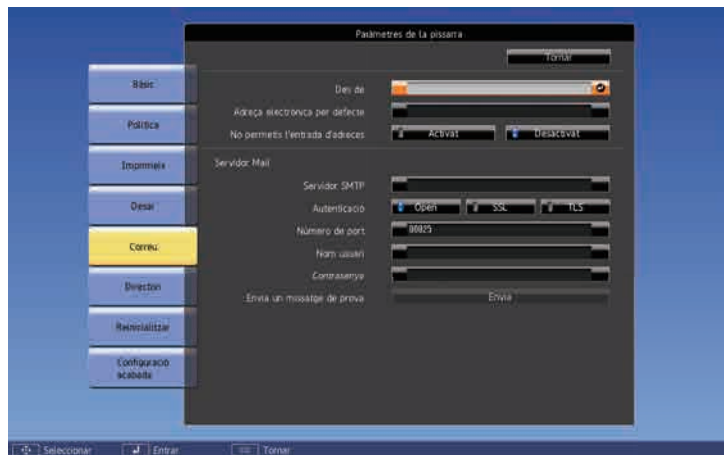 Paràmetres de la pissarra
Tornar
Bàsic
Política
Imprimeix
Desar
Correu
Directori
Reinicialitzar
Configuració
acabada
Des de
Adreça electrònica per defecte
No permetis l'entrada d'adreces
Activat
Desactivat
Servidor Mail
Servidor SMTP
Autenticació
Open
SSL
TLS
Número de port
00025
Nom usuari
Contrasenya
Envia un missatge de prova
Envia
Seleccionar
Entrar
Tornar